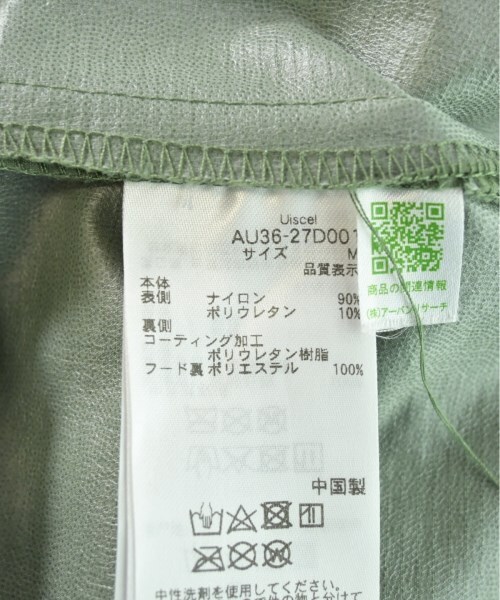 Uiscel
AU36-27D001
サイズ M
品質表示
本体
表側 ナイロン 90%
ポリウレタン 10%
裏側
コーティング加工
ポリウレタン樹脂
フード裏 ポリエステル 100%
中国製
中性洗剤を使用してください。
商品の関連情報
(株)アーバンリサーチ